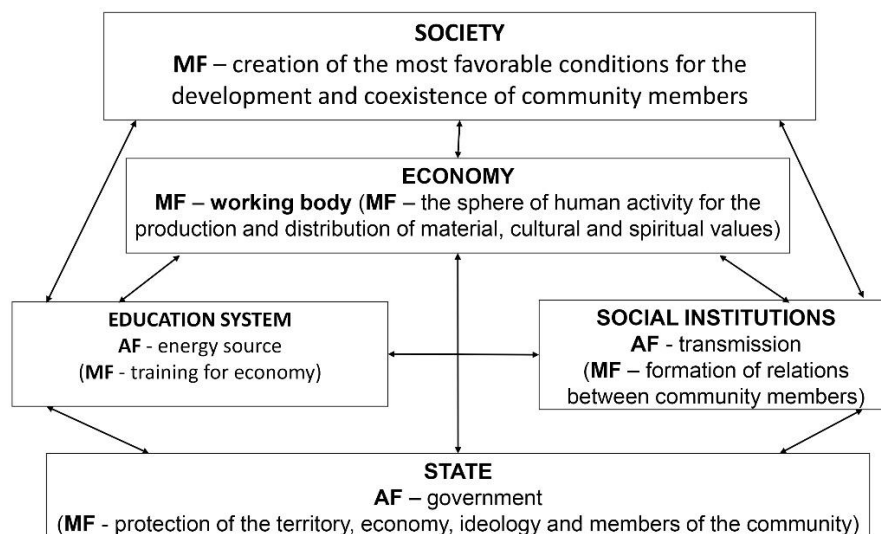 SOCIETY
MF – creation of the most favorable conditions for the
development and coexistence of community members
ECONOMY
MF – working body (MF – the sphere of human activity for the
production and distribution of material, cultural and spiritual values)
EDUCATION SYSTEM
AF - energy source
(MF - training for economy)
SOCIAL INSTITUTIONS
AF - transmission
(MF – formation of relations
between community members)
STATE
AF – government
(MF - protection of the territory, economy, ideology and members of the community)